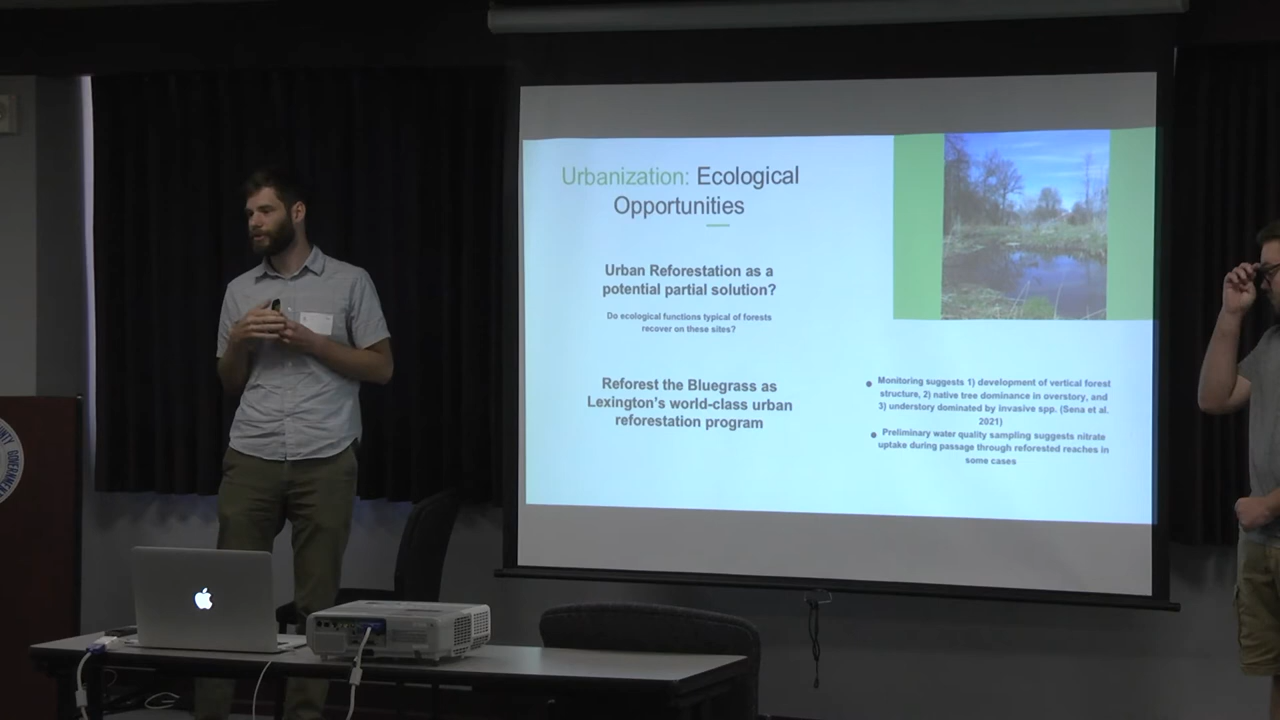 Urbanization: Ecological
Opportunities
Urban Reforestation as a
potential partial solution?
Do ecological functions typical of forests
recover on these sites?
Reforest the Bluegrass as
Lexington's world-class urban
reforestation program
Monitoring suggests 1) development of vertical forest
structure, 2) native tree dominance in overstory, and
3) understory dominated by invasive spp. (Sena et al.
2021)
Preliminary water quality sampling suggests nitrate
uptake during passage through reforested reaches in
some cases